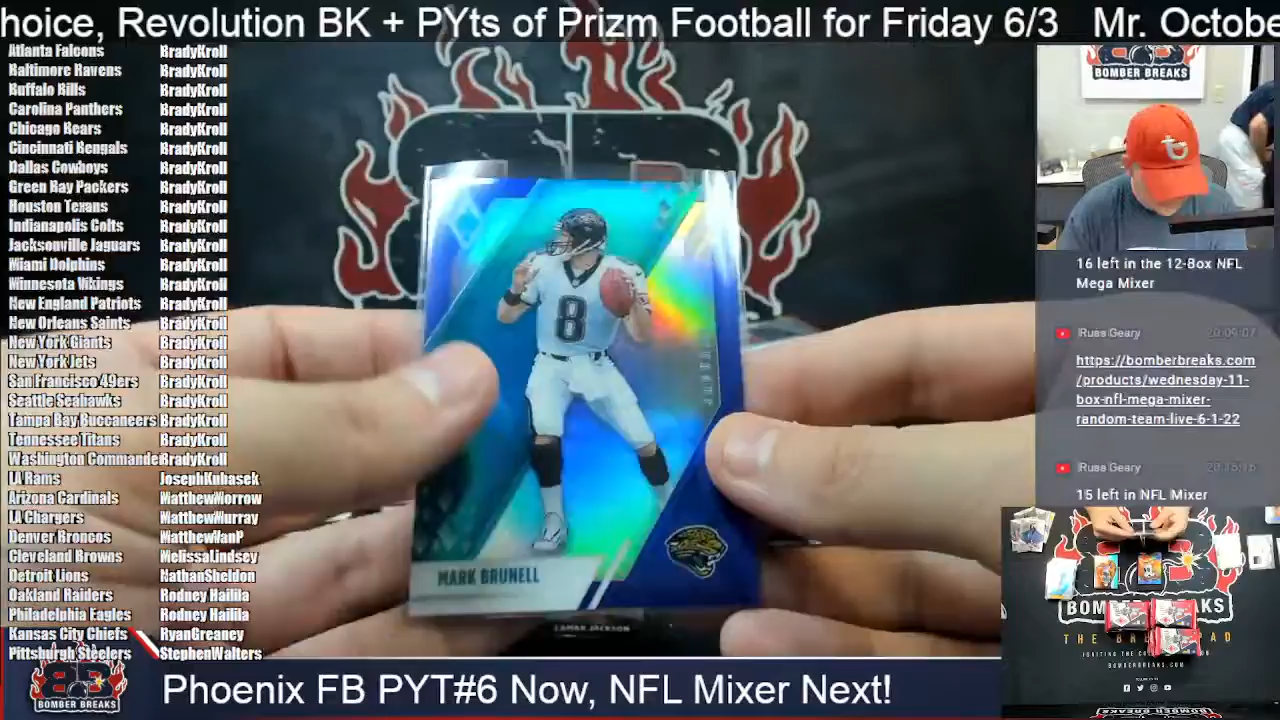 hoice, Revolution BK + PYts of Prizm Football for Friday 6/3 Mr. Octobe
Atlanta Falcons BradyKroll
Baltimore Ravens BradyKroll
Buffalo Bills BradyKroll
Carolina Panthers BradyKroll
Chicago Bears BradyKroll
Cincinnati Bengals BradyKroll
Dallas Cowboys BradyKroll
Green Bay Packers BradyKroll
Houston Texans BradyKroll
Indianapolis Colts BradyKroll
Jacksonville Jaguars BradyKroll
Miami Dolphins BradyKroll
Minnesota Vikings BradyKroll
New England Patriots BradyKroll
New Orleans Saints BradyKroll
New York Giants BradyKroll
New York Jets BradyKroll
San Francisco 49ers BradyKroll
Seattle Seahawks BradyKroll
Tampa Bay Buccaneers BradyKroll
Tennessee Titans BradyKroll
Washington Commande BradyKroll
LA Rams JosephKubasek
Arizona Cardinals MatthewMorrow
LA Chargers MatthewMurray
Denver Broncos MatthewVanP
Cleveland Browns MelissaLindsey
Detroit Lions NathanSheldon
Oakland Raiders Rodney Hailila
Philadelphia Eagles Rodney Hailila
Kansas City Chiefs RyanGreaney
Pittsburgh Steelers StephenWalters
8
MARK BRUNELL
LAMAR JACKSON
BOMBER BREAKS
16 left in the 12-Box NFL
Mega Mixer
Russ Geary 20:09:07
https://bomberbreaks.com
/products/wednesday-11-
box-nfl-mega-mixer-
random-team-live-6-1-22
Russ Geary
15 left in NFL Mixer
BOMBER BREAKS
BOMBERBREAKS.COM
BOMBER BREAKS
Phoenix FB PYT#6 Now, NFL Mixer Next!